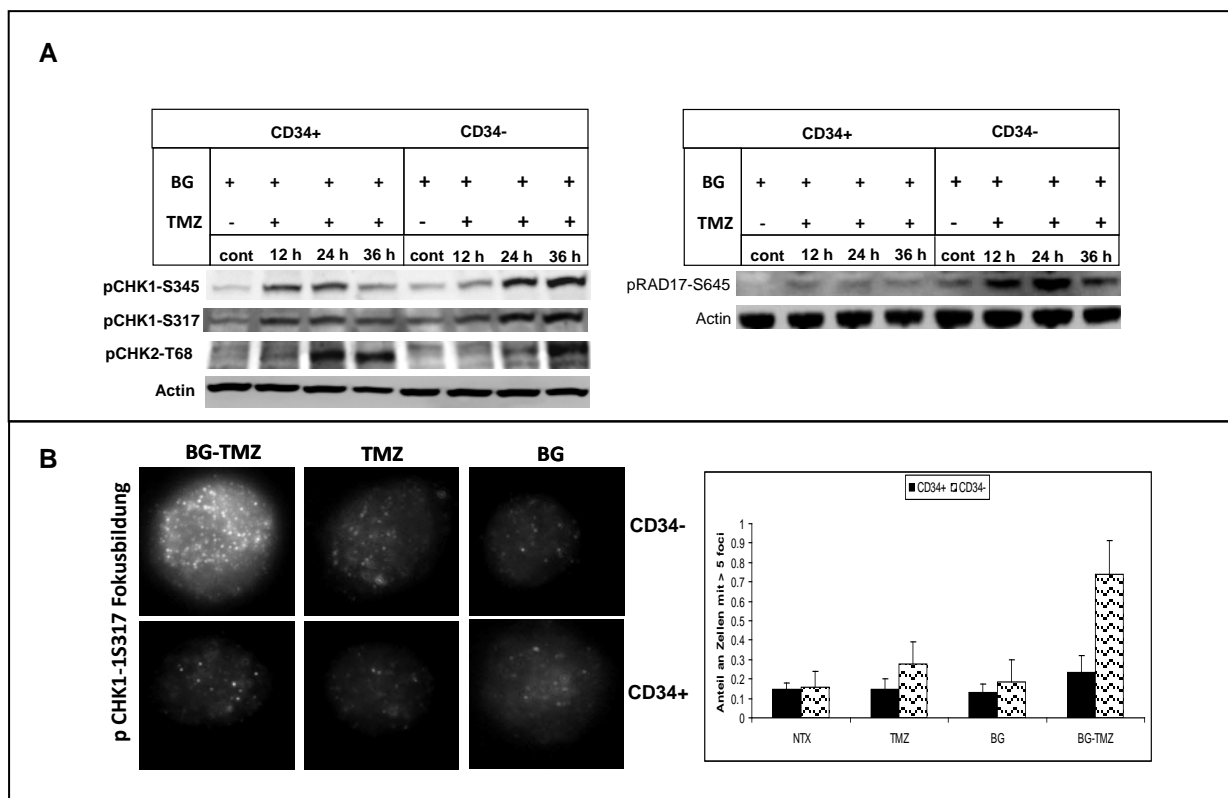 A
CD34+ CD34-
BG + + + + + + + +
TMZ - + + + - + + +
cont 12 h 24 h 36 h cont 12 h 24 h 36 h
pCHK1-S345
pCHK1-S317
pCHK2-T68
Actin
CD34+ CD34-
BG + + + + + + + +
TMZ - + + + - + + +
cont 12 h 24 h 36 h cont 12 h 24 h 36 h
pRAD17-S645
Actin
B
BG-TMZ TMZ BG
p CHK1-1S317 Fokusbildung
CD34-
CD34+
CD34+ CD34-
Anteil an Zellen mit > 5 foci
1
0.9
0.8
0.7
0.6
0.5
0.4
0.3
0.2
0.1
0
NTX TMZ BG BG-TMZ